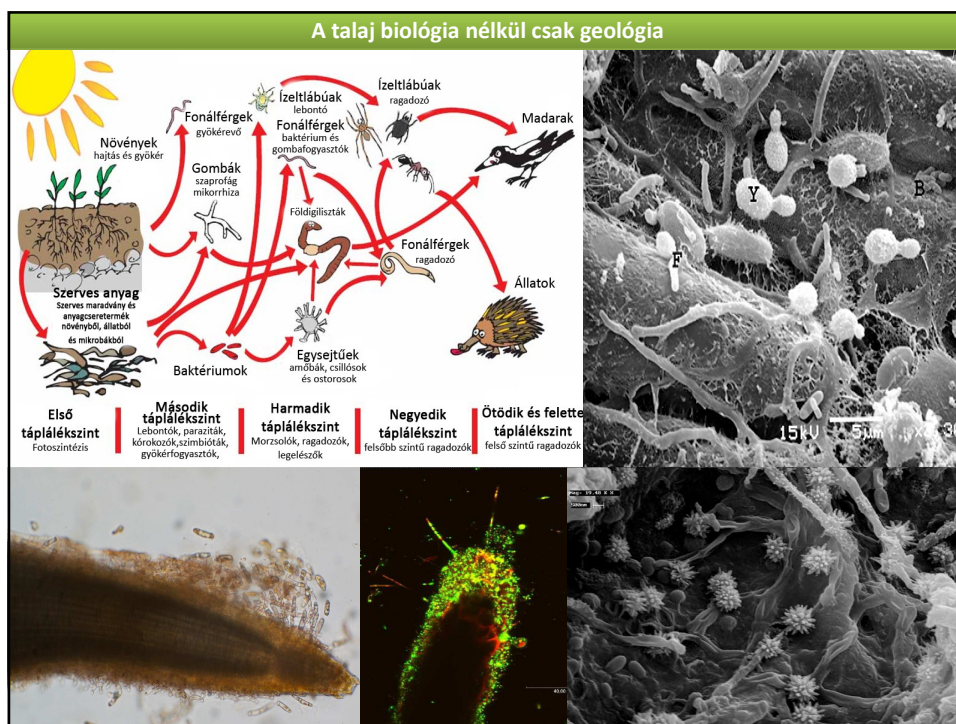 A talaj biológia nélkül csak geológia
Növények
hajtás és gyökér
Fonálférgek
gyökérevő
Gombák
szaprofág
mikorrhiza
Ízeltlábúak
lebontó
Fonálférgek
baktérium és
gombafogyasztók
Ízeltlábúak
ragadozó
Madarak
Földigiliszták
Fonálférgek
ragadozó
Állatok
Szerves anyag
Szerves maradvány és
anyagcseretermék
növényből, állatból
és mikrobákból
Baktériumok
Egysejtűek
amőbák, csillósok
és ostorosok
Első
táplálékszint
Fotoszintézis
Második
táplálékszint
Lebontók, paraziták,
kórokozók,szimbióták,
gyökérfogyasztók,
Harmadik
táplálékszint
Morzsolók, ragadozók,
legelészők
Negyedik
táplálékszint
felsőbb szintű ragadozók
Ötödik és felette
táplálékszint
felső szintű ragadozók
Y
B
F
15kV 5µm